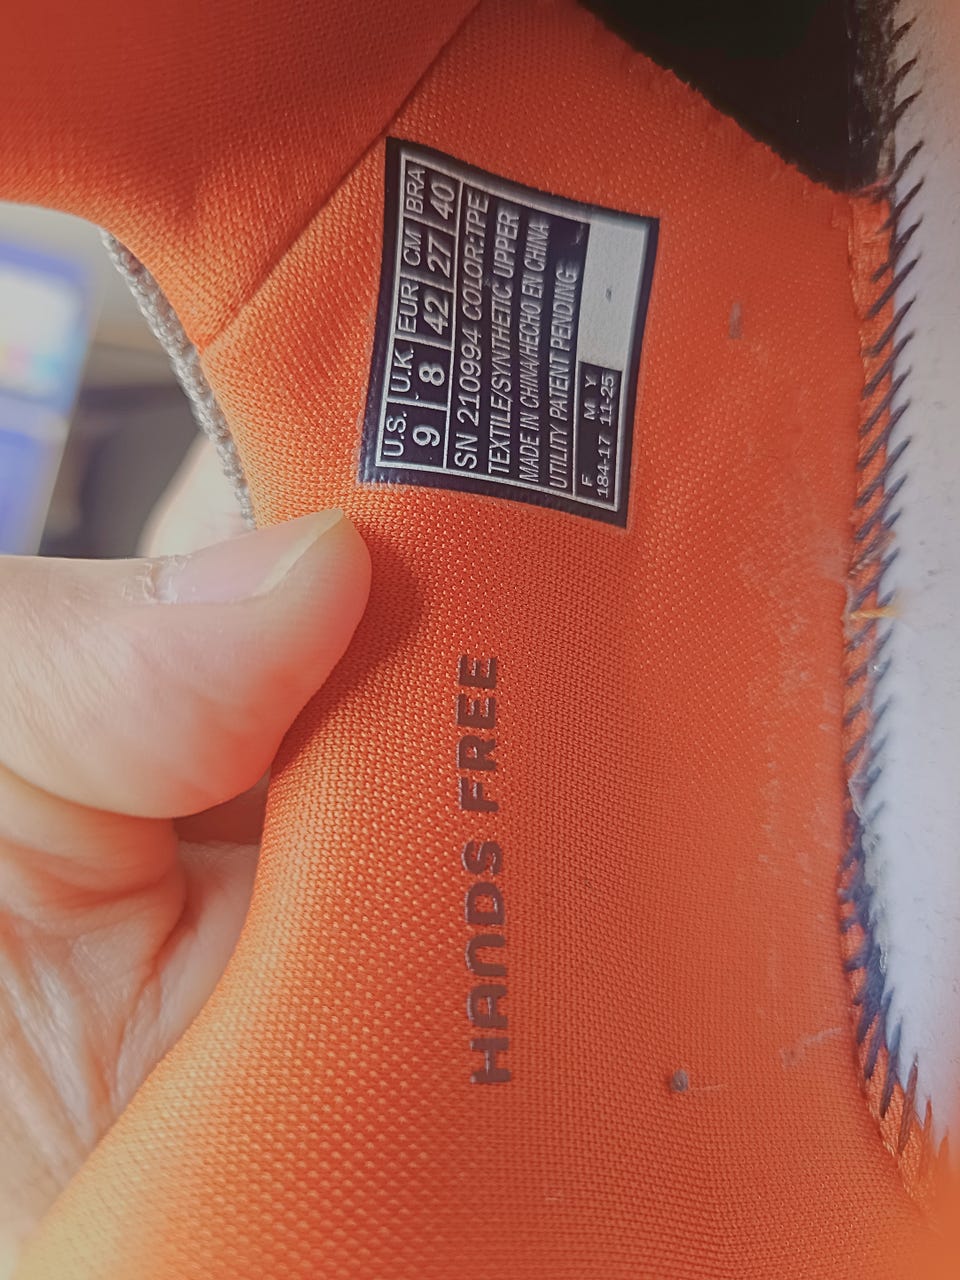 U.S. U.K. EUR CM BRA
9 8 42 27 40
SN 210994 COLOR:TPE
TEXTILE/SYNTHETIC UPPER
MADE IN CHINA/HECHO EN CHINA
UTILITY PATENT PENDING
F M Y
184-17 11-25
HANDS FREE